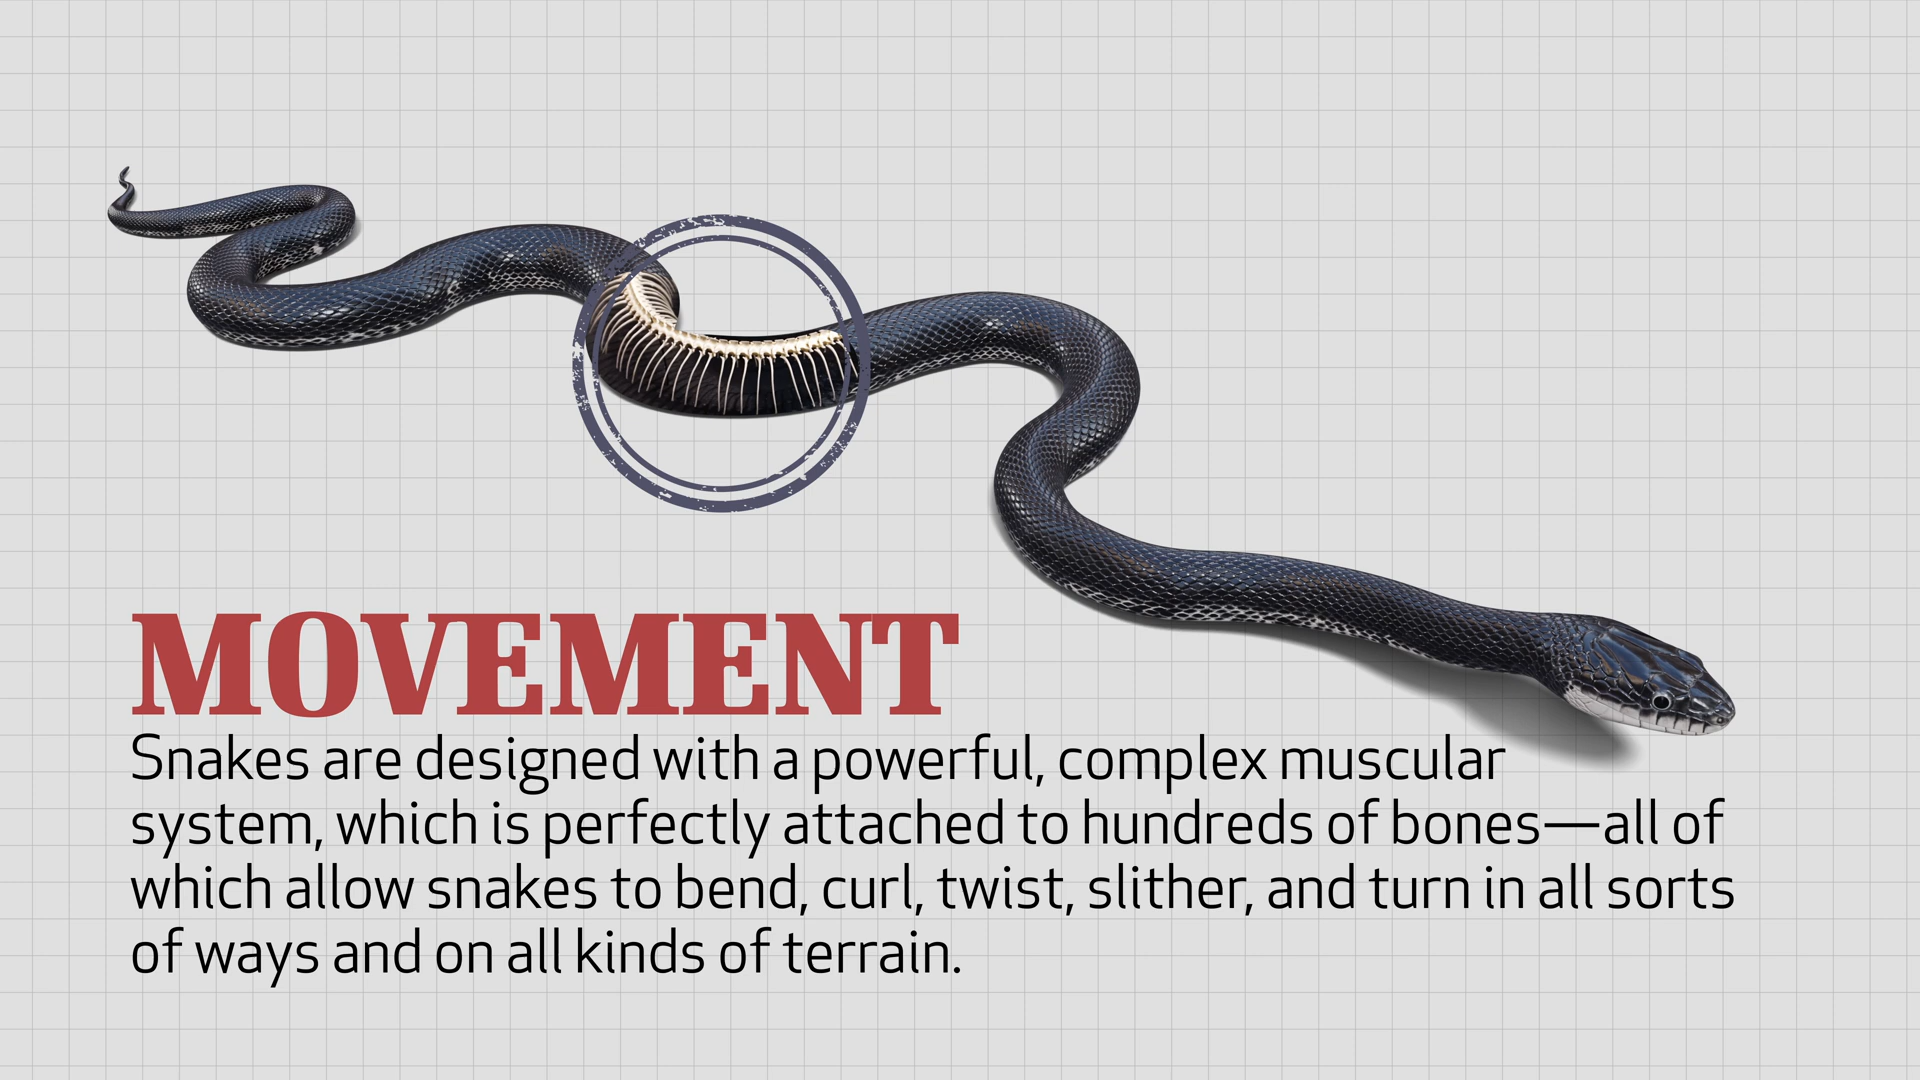 MOVEMENT
Snakes are designed with a powerful, complex muscular
system, which is perfectly attached to hundreds of bones—all of
which allow snakes to bend, curl, twist, slither, and turn in all sorts
of ways and on all kinds of terrain.